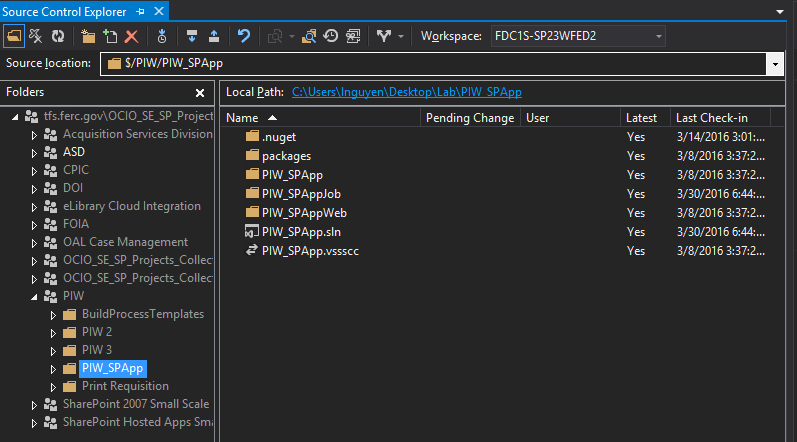 Source Control Explorer
Workspace: FDC1S-SP23WFED2
Source location: $/PIW/PIW_SPApp
Folders
Local Path: C:\Users\lnguyen\Desktop\Lab\PIW_SPApp
tfs.ferc.gov\OCIO_SE_SP_Project
Acquisition Services Division
ASD
CPIC
DOI
eLibrary Cloud Integration
FOIA
OAL Case Management
OCIO_SE_SP_Projects_Collect
OCIO_SE_SP_Projects_Collect
PIW
BuildProcessTemplates
PIW 2
PIW 3
PIW_SPApp
Print Requisition
SharePoint 2007 Small Scale
SharePoint Hosted Apps Sma
Name Pending Change User Latest Last Check-in
.nuget Yes 3/14/2016 3:01:...
packages Yes 3/8/2016 3:37:2...
PIW_SPApp Yes 3/8/2016 3:37:2...
PIW_SPAppJob Yes 3/30/2016 6:44:...
PIW_SPAppWeb Yes 3/8/2016 3:37:2...
PIW_SPApp.sln Yes 3/30/2016 6:44:...
PIW_SPApp.vssscc Yes 3/8/2016 3:37:2...